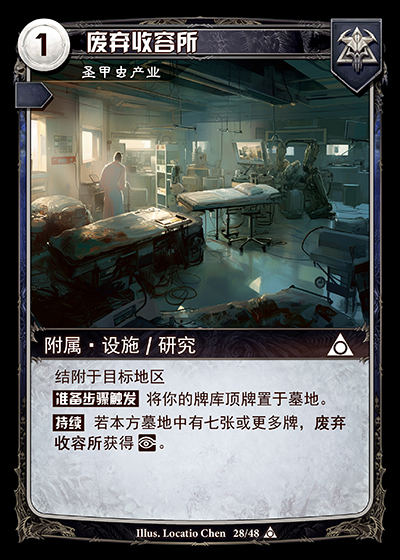 1
废弃收容所
圣甲虫产业
附属・设施 / 研究
结附于目标地区
准备步骤触发 将你的牌库顶牌置于墓地。
持续 若本方墓地中有七张或更多牌，废弃
收容所获得 。
Illus. Locatio Chen 28/48